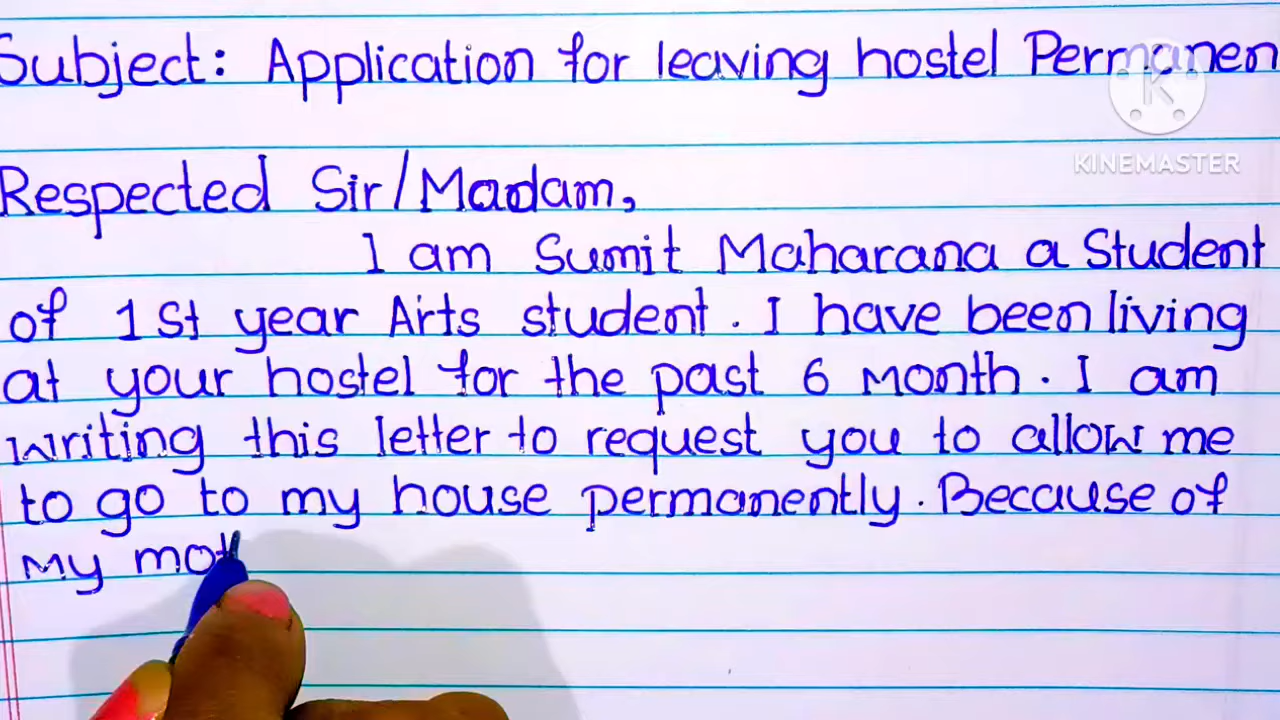 Subject: Application for leaving hostel Permanen
KINEMASTER
Respected Sir/Madam,
I am Sumit Maharana a Student
of 1st year Arts student. I have been living
at your hostel for the past 6 Month. I am
writing this letter to request you to allow me
to go to my house permanently. Because of
My mot